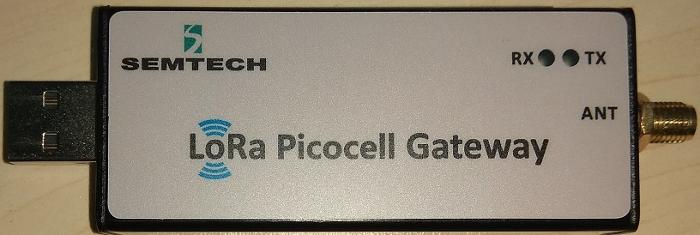 SEMTECH
RX TX
ANT
LoRa Picocell Gateway